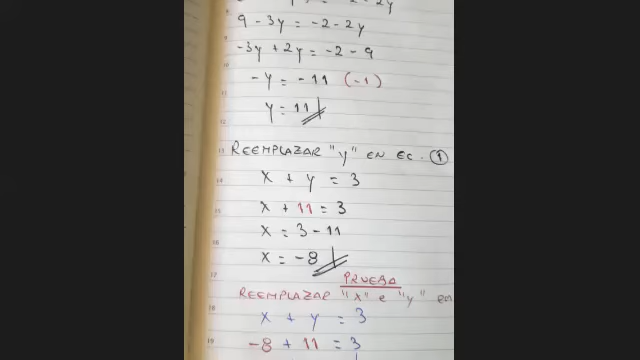 9 - 3y = -2 - 2y
-3y + 2y = -2 - 9
-y = -11 (-1)
y = 11
REEMPLAZAR "y" EN EC. ①
x + y = 3
x + 11 = 3
x = 3 - 11
x = -8
PRUEBA
REEMPLAZAR "x" e "y" en
x + y = 3
-8 + 11 = 3